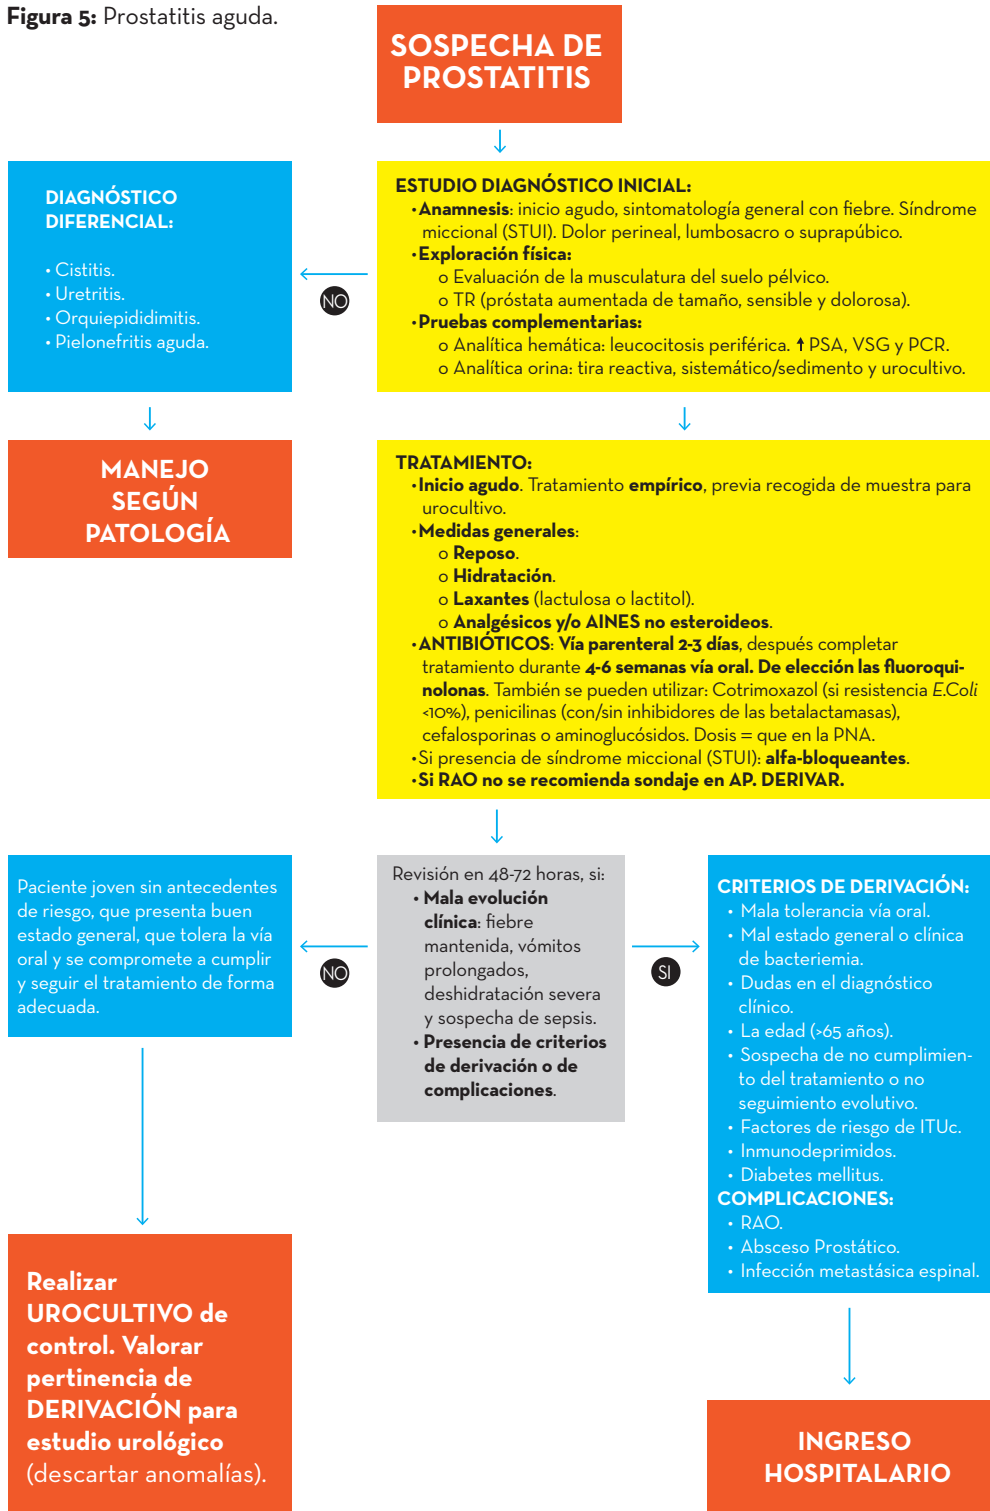 Figura 5: Prostatitis aguda.
SOSPECHA DE
PROSTATITIS
ESTUDIO DIAGNÓSTICO INICIAL:
•Anamnesis: inicio agudo, sintomatología general con fiebre. Síndrome
miccional (STUI). Dolor perineal, lumbosacro o suprapúbico.
•Exploración física:
o Evaluación de la musculatura del suelo pélvico.
o TR (próstata aumentada de tamaño, sensible y dolorosa).
•Pruebas complementarias:
o Analítica hemática: leucocitosis periférica. ↑ PSA, VSG y PCR.
o Analítica orina: tira reactiva, sistemático/sedimento y urocultivo.
NO
DIAGNÓSTICO
DIFERENCIAL:
• Cistitis.
• Uretritis.
• Orquiepididimitis.
• Pielonefritis aguda.
MANEJO
SEGÚN
PATOLOGÍA
TRATAMIENTO:
•Inicio agudo. Tratamiento empírico, previa recogida de muestra para
urocultivo.
•Medidas generales:
o Reposo.
o Hidratación.
o Laxantes (lactulosa o lactitol).
o Analgésicos y/o AINES no esteroideos.
•ANTIBIÓTICOS: Vía parenteral 2-3 días, después completar
tratamiento durante 4-6 semanas vía oral. De elección las fluoroqui-
nolonas. También se pueden utilizar: Cotrimoxazol (si resistencia E.Coli
<10%), penicilinas (con/sin inhibidores de las betalactamasas),
cefalosporinas o aminoglucósidos. Dosis = que en la PNA.
•Si presencia de síndrome miccional (STUI): alfa-bloqueantes.
•Si RAO no se recomienda sondaje en AP. DERIVAR.
Revisión en 48-72 horas, si:
• Mala evolución
clínica: fiebre
mantenida, vómitos
prolongados,
deshidratación severa
y sospecha de sepsis.
• Presencia de criterios
de derivación o de
complicaciones.
NO
Paciente joven sin antecedentes
de riesgo, que presenta buen
estado general, que tolera la vía
oral y se compromete a cumplir
y seguir el tratamiento de forma
adecuada.
Realizar
UROCULTIVO de
control. Valorar
pertinencia de
DERIVACIÓN para
estudio urológico
(descartar anomalías).
SI
CRITERIOS DE DERIVACIÓN:
• Mala tolerancia vía oral.
• Mal estado general o clínica
de bacteriemia.
• Dudas en el diagnóstico
clínico.
• La edad (>65 años).
• Sospecha de no cumplimien-
to del tratamiento o no
seguimiento evolutivo.
• Factores de riesgo de ITUc.
• Inmunodeprimidos.
• Diabetes mellitus.
COMPLICACIONES:
• RAO.
• Absceso Prostático.
• Infección metastásica espinal.
INGRESO
HOSPITALARIO